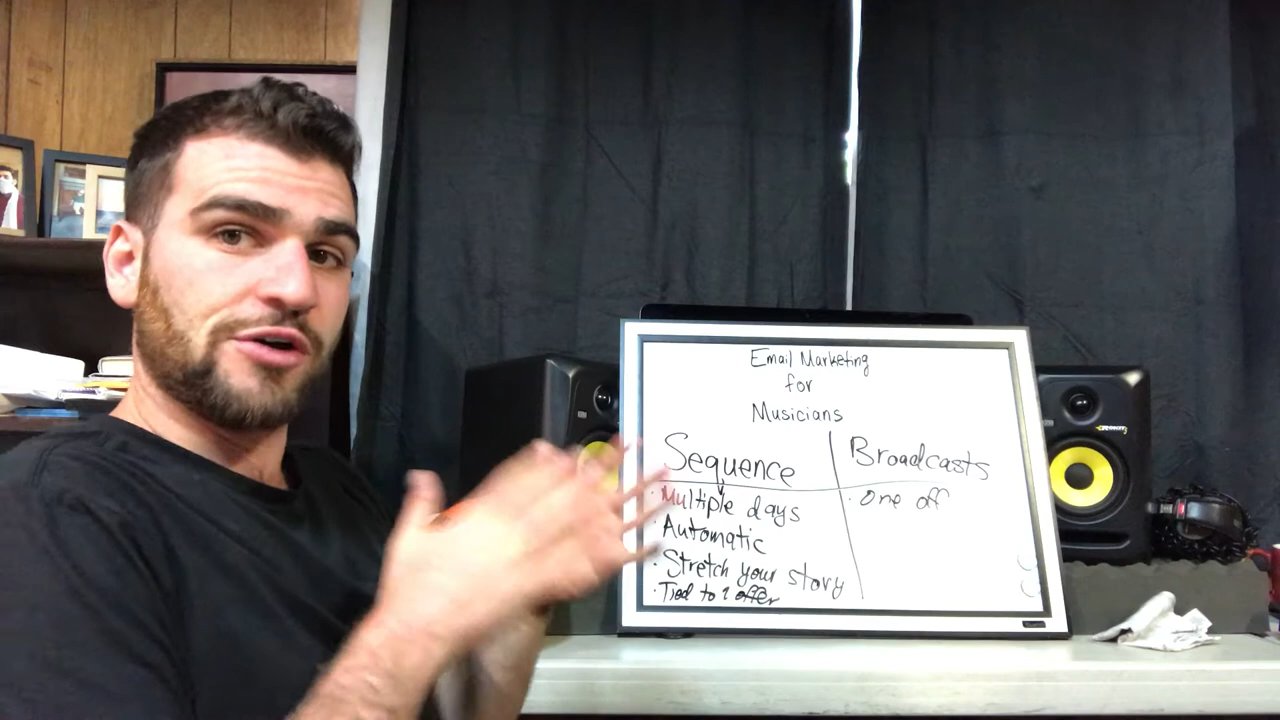 Email Marketing
for
Musicians
Sequence
· Multiple days
· Automatic
· Stretch your story
· Tied to 1 offer
Broadcasts
· One off